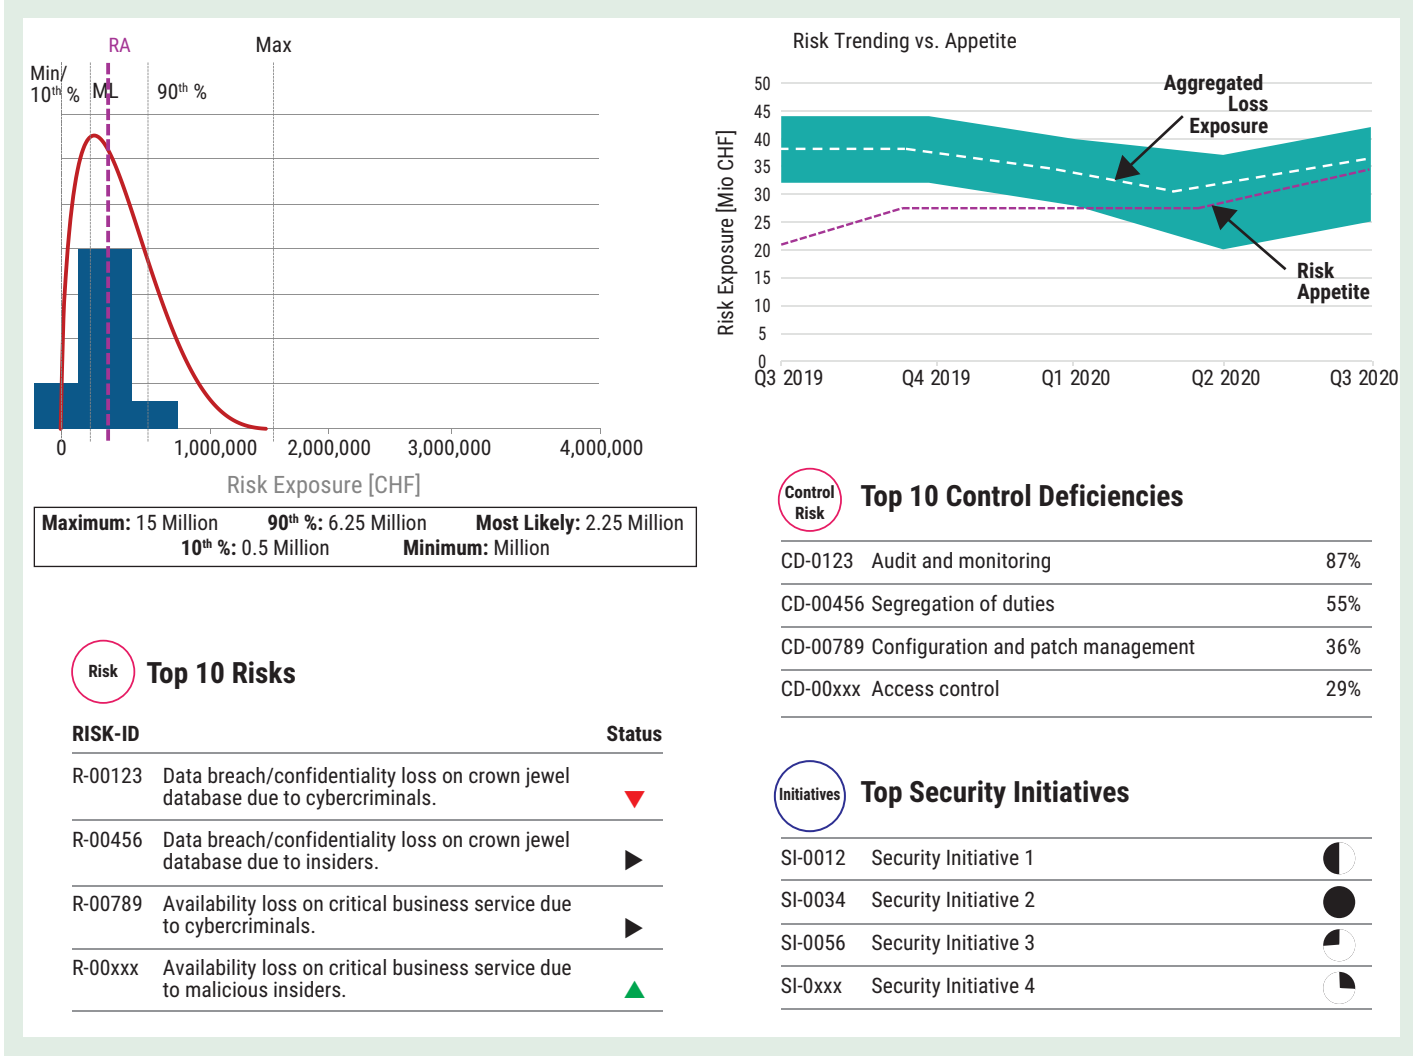 RA
Max
Min/
10th %
ML
90th %
0
1,000,000
2,000,000
3,000,000
4,000,000
Risk Exposure [CHF]
Maximum: 15 Million 90th %: 6.25 Million Most Likely: 2.25 Million
10th %: 0.5 Million Minimum: Million
Risk Trending vs. Appetite
Risk Exposure [Mio CHF]
50
45
40
35
30
25
20
15
10
5
0
Aggregated
Loss
Exposure
Risk
Appetite
Q3 2019
Q4 2019
Q1 2020
Q2 2020
Q3 2020
Risk
Top 10 Risks
RISK-ID Status
R-00123 Data breach/confidentiality loss on crown jewel
database due to cybercriminals.
R-00456 Data breach/confidentiality loss on crown jewel
database due to insiders.
R-00789 Availability loss on critical business service due
to cybercriminals.
R-00xxx Availability loss on critical business service due
to malicious insiders.
Control
Risk
Top 10 Control Deficiencies
CD-0123 Audit and monitoring 87%
CD-00456 Segregation of duties 55%
CD-00789 Configuration and patch management 36%
CD-00xxx Access control 29%
Initiatives
Top Security Initiatives
SI-0012 Security Initiative 1
SI-0034 Security Initiative 2
SI-0056 Security Initiative 3
SI-0xxx Security Initiative 4